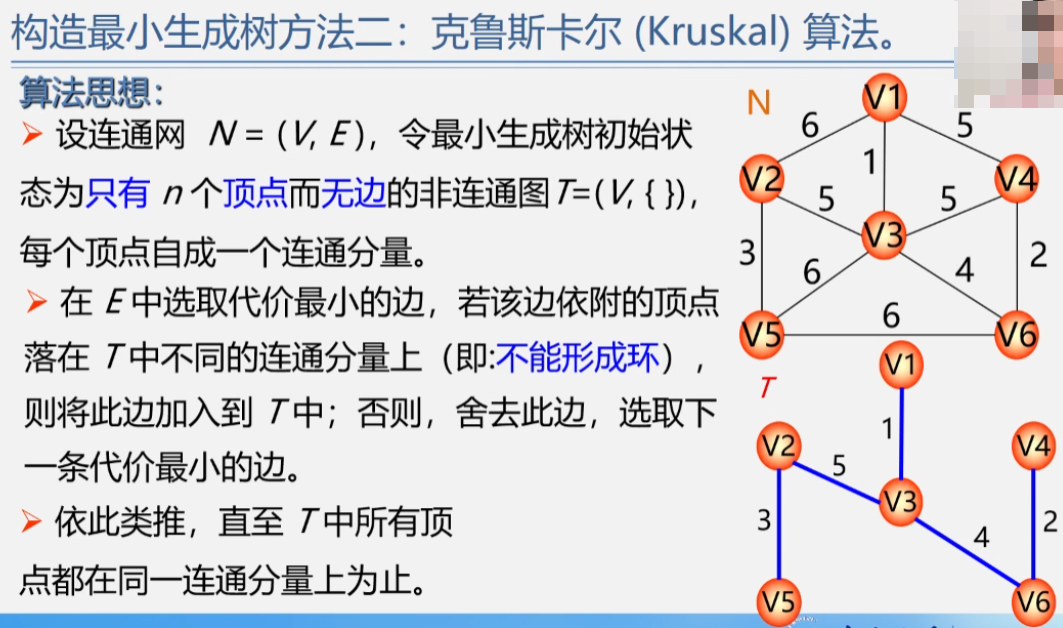 构造最小生成树方法二：克鲁斯卡尔 (Kruskal) 算法。
算法思想：
➢ 设连通网 N = (V, E )，令最小生成树初始状
态为只有 n 个顶点而无边的非连通图T=(V, { })，
每个顶点自成一个连通分量。
➢ 在 E 中选取代价最小的边，若该边依附的顶点
落在 T 中不同的连通分量上（即:不能形成环），
则将此边加入到 T 中；否则，舍去此边，选取下
一条代价最小的边。
➢ 依此类推，直至 T 中所有顶
点都在同一连通分量上为止。
N
V1
6
5
1
V2
V4
5
5
V3
3
2
6
4
6
V5
V6
T
V1
1
V2
V4
5
V3
3
2
4
V5
V6